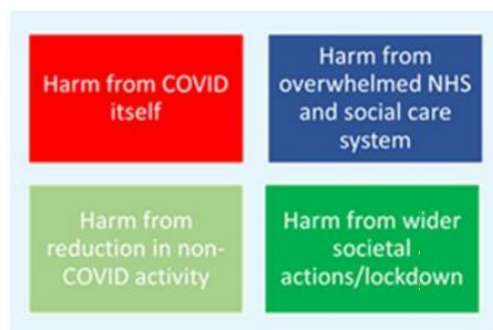 Harm from COVID
itself
Harm from
overwhelmed NHS
and social care
system
Harm from
reduction in non-
COVID activity
Harm from wider
societal
actions/lockdown